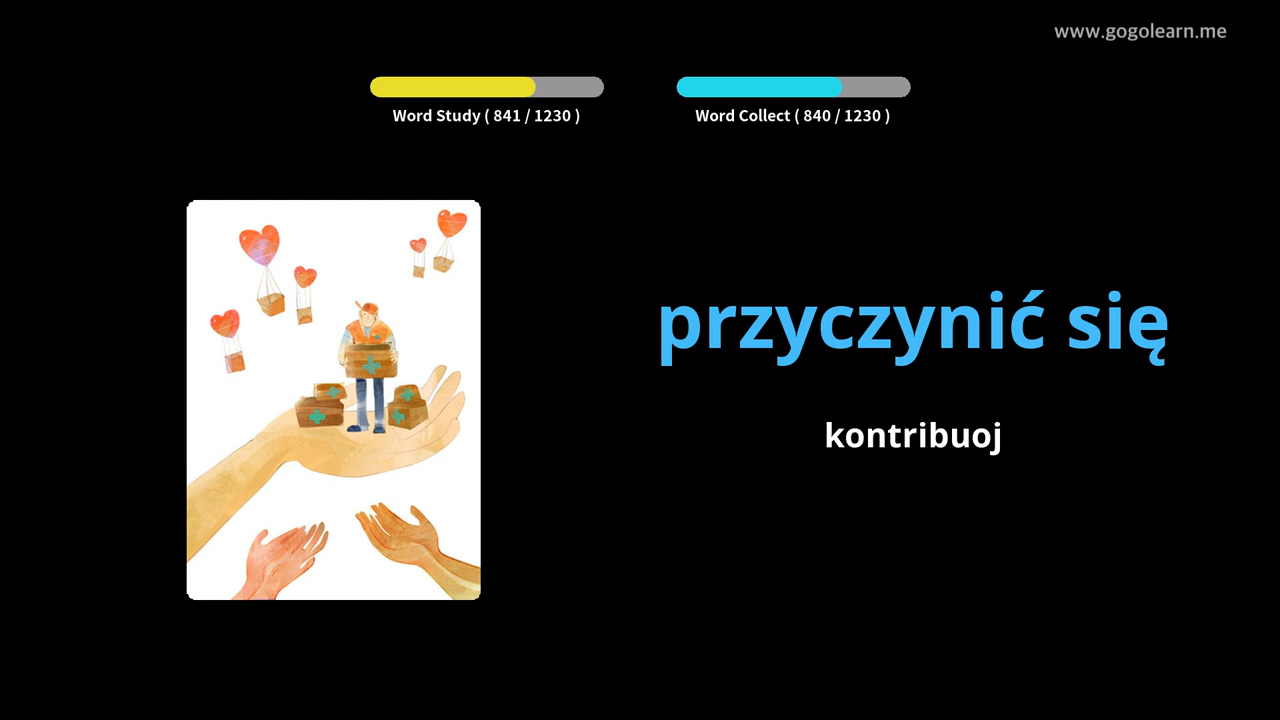 www.gogolearn.me
Word Study ( 841 / 1230 )
Word Collect ( 840 / 1230 )
przyczynić się
kontribuoj